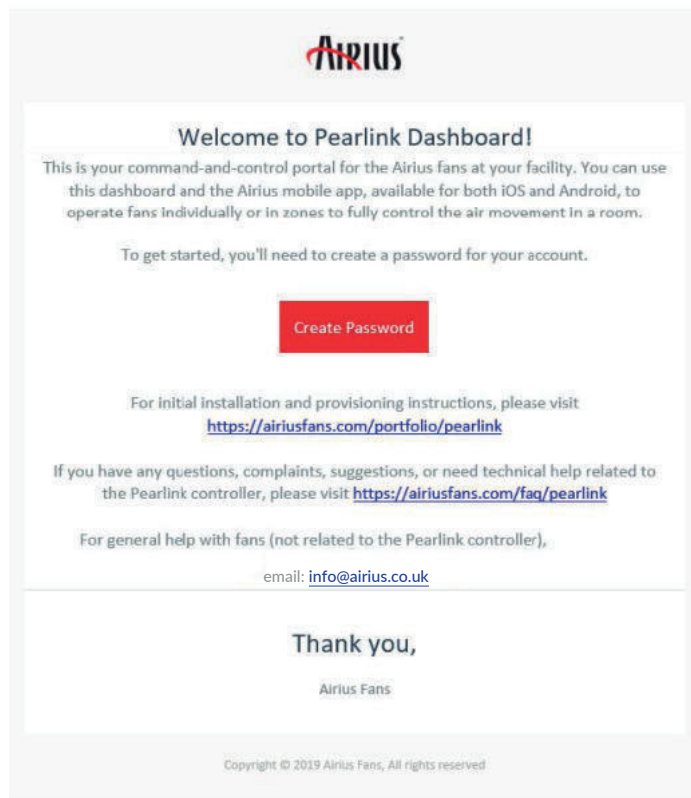 AIRIUS
Welcome to Pearlink Dashboard!
This is your command-and-control portal for the Airius fans at your facility. You can use
this dashboard and the Airius mobile app, available for both iOS and Android, to
operate fans individually or in zones to fully control the air movement in a room.
To get started, you'll need to create a password for your account.
Create Password
For initial installation and provisioning instructions, please visit
https://airiusfans.com/portfolio/pearlink
If you have any questions, complaints, suggestions, or need technical help related to
the Pearlink controller, please visit https://airiusfans.com/faq/pearlink
For general help with fans (not related to the Pearlink controller),
email: info@airius.co.uk
Thank you,
Airius Fans
Copyright © 2019 Airius Fans, All rights reserved